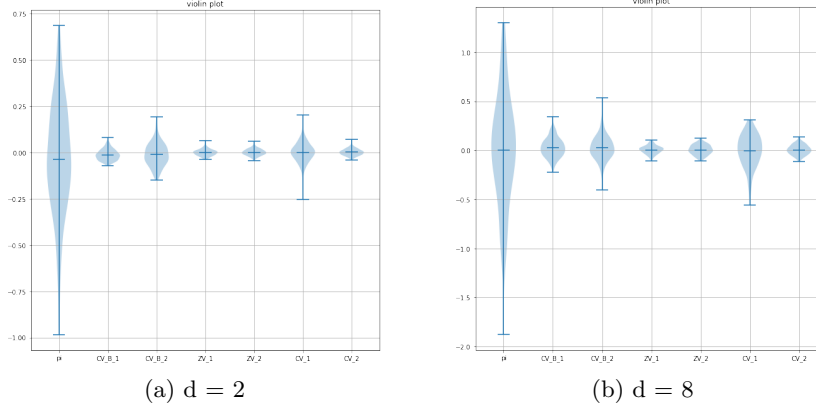 violin plot
0.75
0.50
0.25
0.00
−0.25
−0.50
−0.75
−1.00
pi CV_B_1 CV_B_2 ZV_1 ZV_2 CV_1 CV_2
(a) d = 2
violin plot
1.0
0.5
0.0
−0.5
−1.0
−1.5
−2.0
pi CV_B_1 CV_B_2 ZV_1 ZV_2 CV_1 CV_2
(b) d = 8